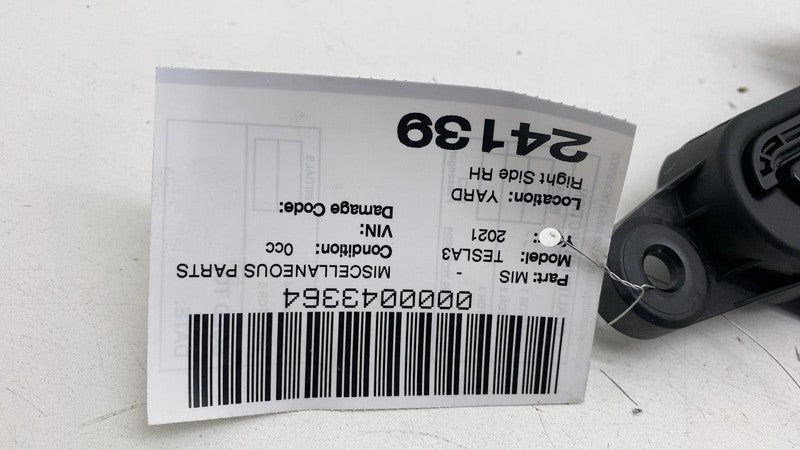 24139
Right Side RH
Location: YARD
2021
Model: TESLA3
Part: MIS -
Damage Code:
VIN:
Condition: 0cc
MISCELLANEOUS PARTS
0000043364